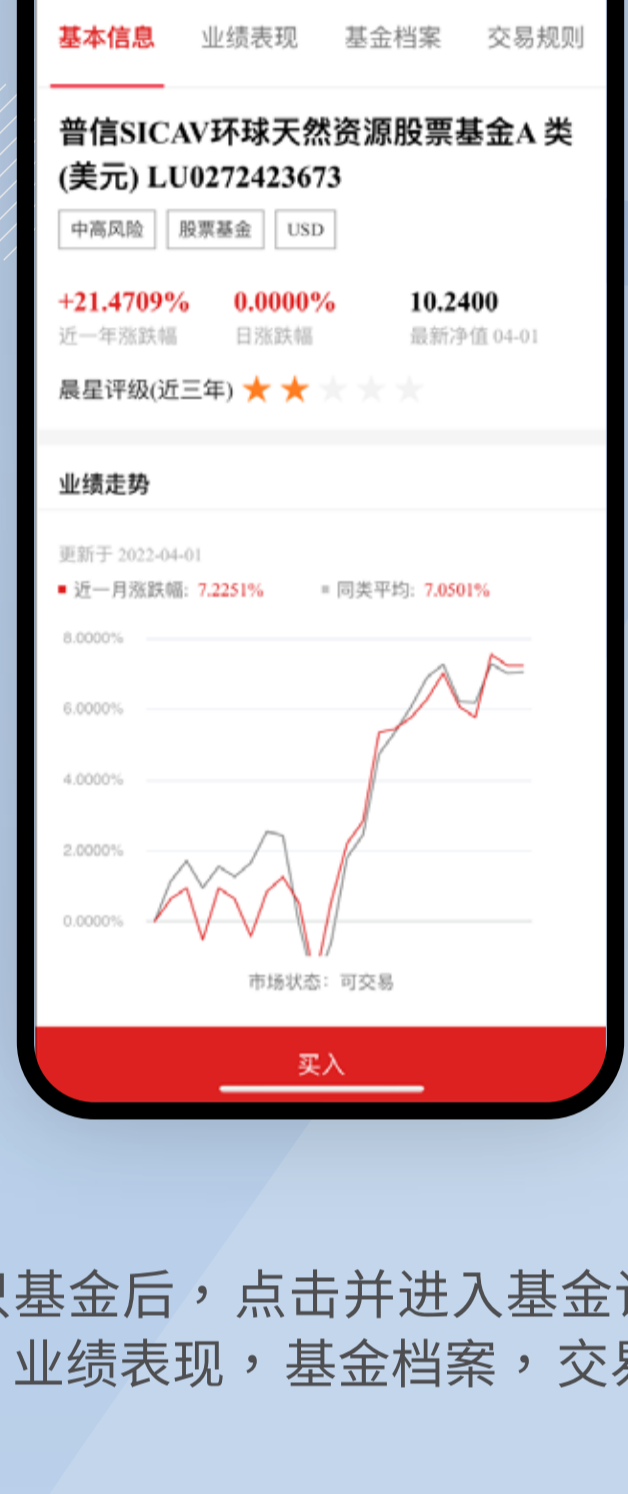 基本信息 业绩表现 基金档案 交易规则
普信SICAV环球天然资源股票基金A 类
(美元) LU0272423673
中高风险 股票基金 USD
+21.4709% 0.0000% 10.2400
近一年涨跌幅 日涨跌幅 最新净值 04-01
晨星评级(近三年)
业绩走势
更新于 2022-04-01
近一月涨跌幅: 7.2251% 同类平均: 7.0501%
8.0000%
6.0000%
4.0000%
2.0000%
0.0000%
市场状态：可交易
买入
基金后，点击并进入基金
业绩表现，基金档案，交